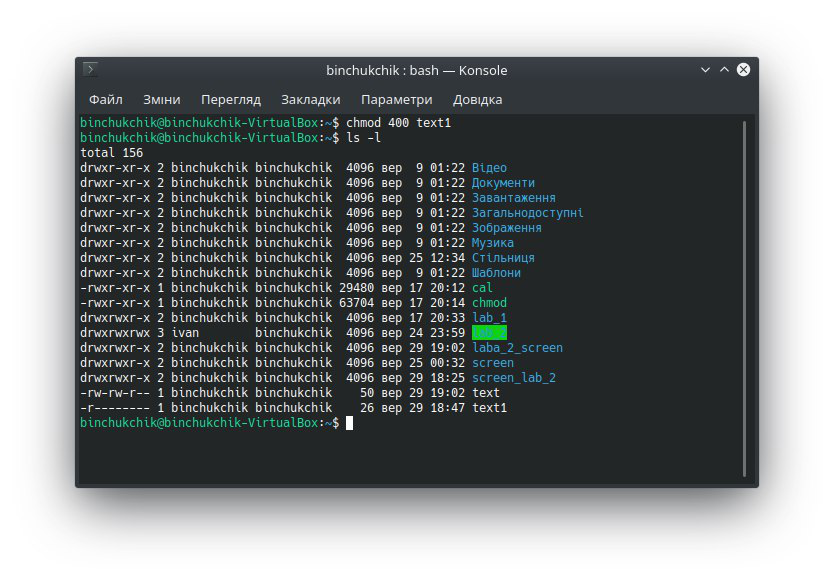 binchukchik : bash — Konsole
Файл Зміни Перегляд Закладки Параметри Довідка
binchukchik@binchukchik-VirtualBox:~$ chmod 400 text1
binchukchik@binchukchik-VirtualBox:~$ ls -l
total 156
drwxr-xr-x 2 binchukchik binchukchik  4096 вер  9 01:22 Відео
drwxr-xr-x 2 binchukchik binchukchik  4096 вер  9 01:22 Документи
drwxr-xr-x 2 binchukchik binchukchik  4096 вер  9 01:22 Завантаження
drwxr-xr-x 2 binchukchik binchukchik  4096 вер  9 01:22 Загальнодоступні
drwxr-xr-x 2 binchukchik binchukchik  4096 вер  9 01:22 Зображення
drwxr-xr-x 2 binchukchik binchukchik  4096 вер  9 01:22 Музика
drwxr-xr-x 2 binchukchik binchukchik  4096 вер 25 12:34 Стільниця
drwxr-xr-x 2 binchukchik binchukchik  4096 вер  9 01:22 Шаблони
-rwxr-xr-x 1 binchukchik binchukchik 29480 вер 17 20:12 cal
-rwxr-xr-x 1 binchukchik binchukchik 63704 вер 17 20:14 chmod
drwxrwxr-x 2 binchukchik binchukchik  4096 вер 17 20:33 lab_1
drwxrwxrwx 3 ivan        binchukchik  4096 вер 24 23:59
drwxrwxr-x 2 binchukchik binchukchik  4096 вер 29 19:02 laba_2_screen
drwxrwxr-x 2 binchukchik binchukchik  4096 вер 25 00:32 screen
drwxrwxr-x 2 binchukchik binchukchik  4096 вер 29 18:25 screen_lab_2
-rw-rw-r-- 1 binchukchik binchukchik    50 вер 29 19:02 text
-r-------- 1 binchukchik binchukchik    26 вер 29 18:47 text1
binchukchik@binchukchik-VirtualBox:~$